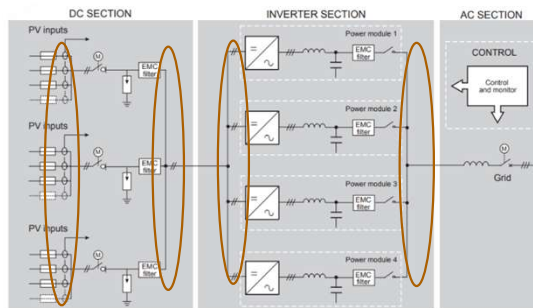 DC SECTION
INVERTER SECTION
AC SECTION
PV inputs
M
EMC
filter
PV inputs
M
EMC
filter
PV inputs
M
EMC
filter
Power module 1
EMC
filter
Power module 2
EMC
filter
Power module 3
EMC
filter
Power module 4
EMC
filter
CONTROL
Control
and monitor
M
Grid